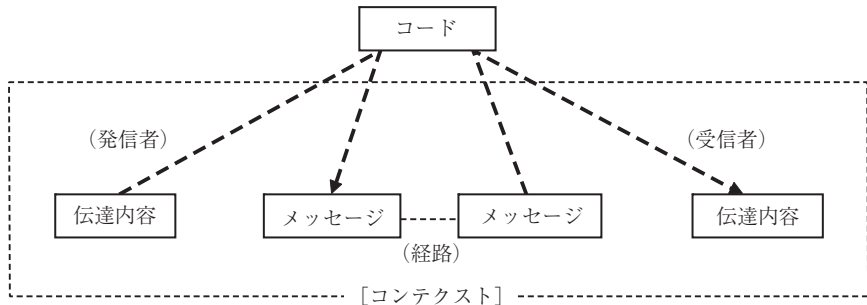 コード
（発信者）
（受信者）
伝達内容
メッセージ
メッセージ
伝達内容
（経路）
［コンテクスト］